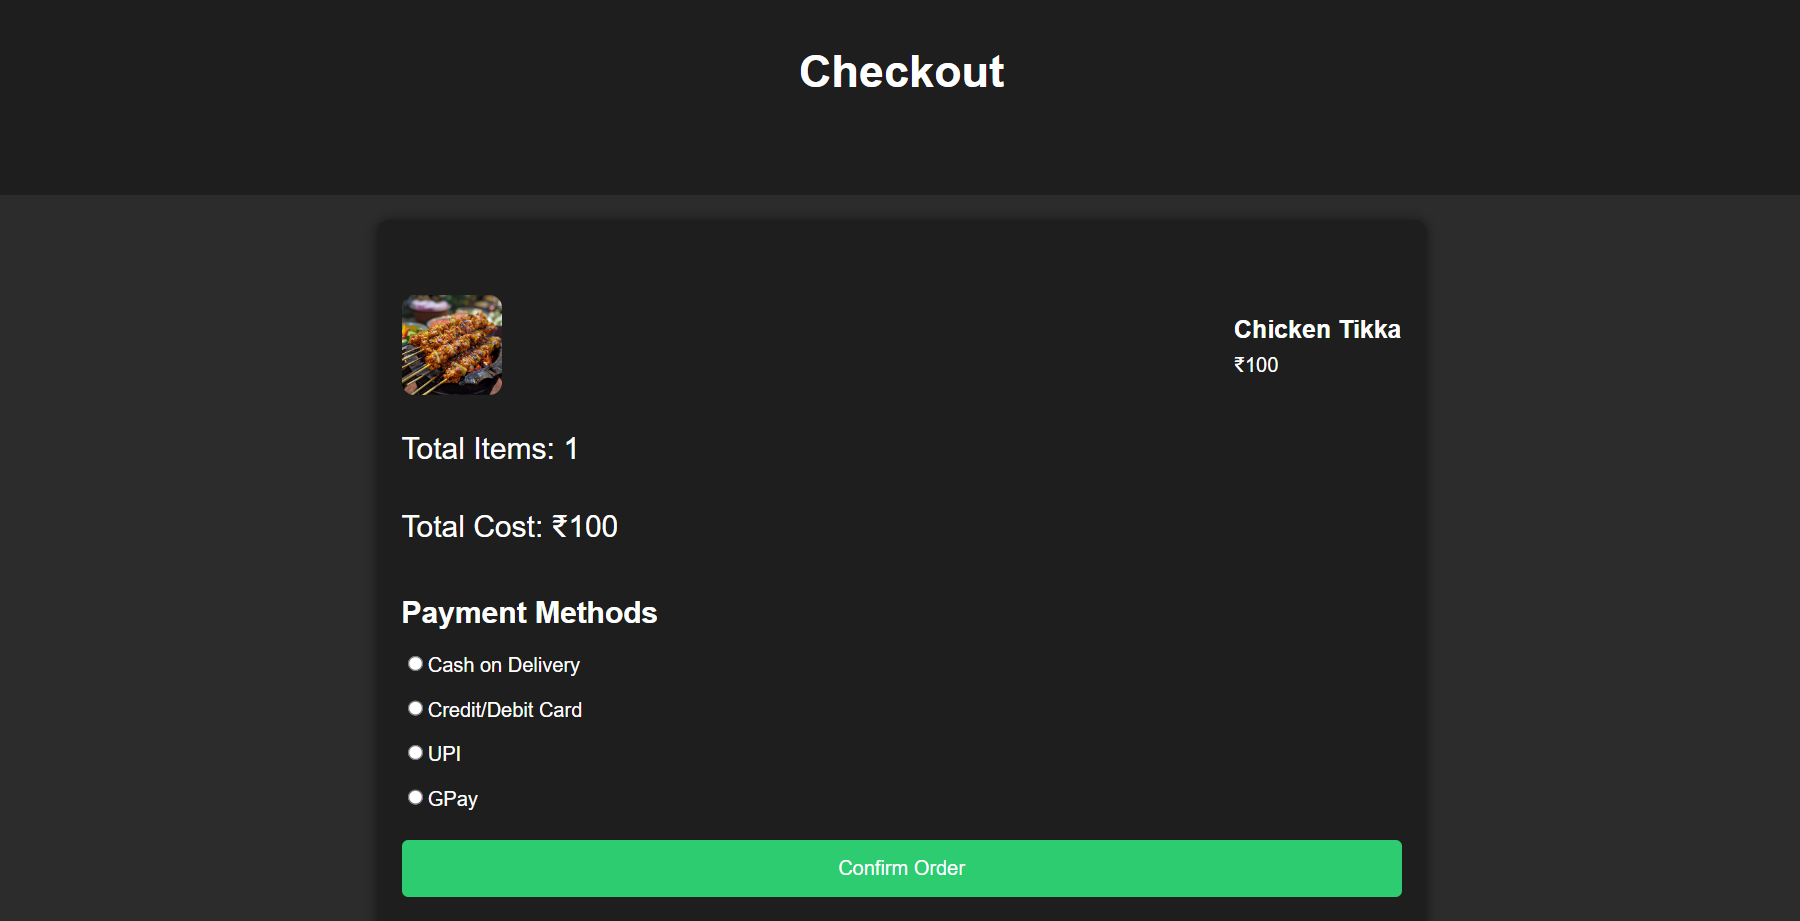 Checkout
Chicken Tikka
₹100
Total Items: 1
Total Cost: ₹100
Payment Methods
Cash on Delivery
Credit/Debit Card
UPI
GPay
Confirm Order